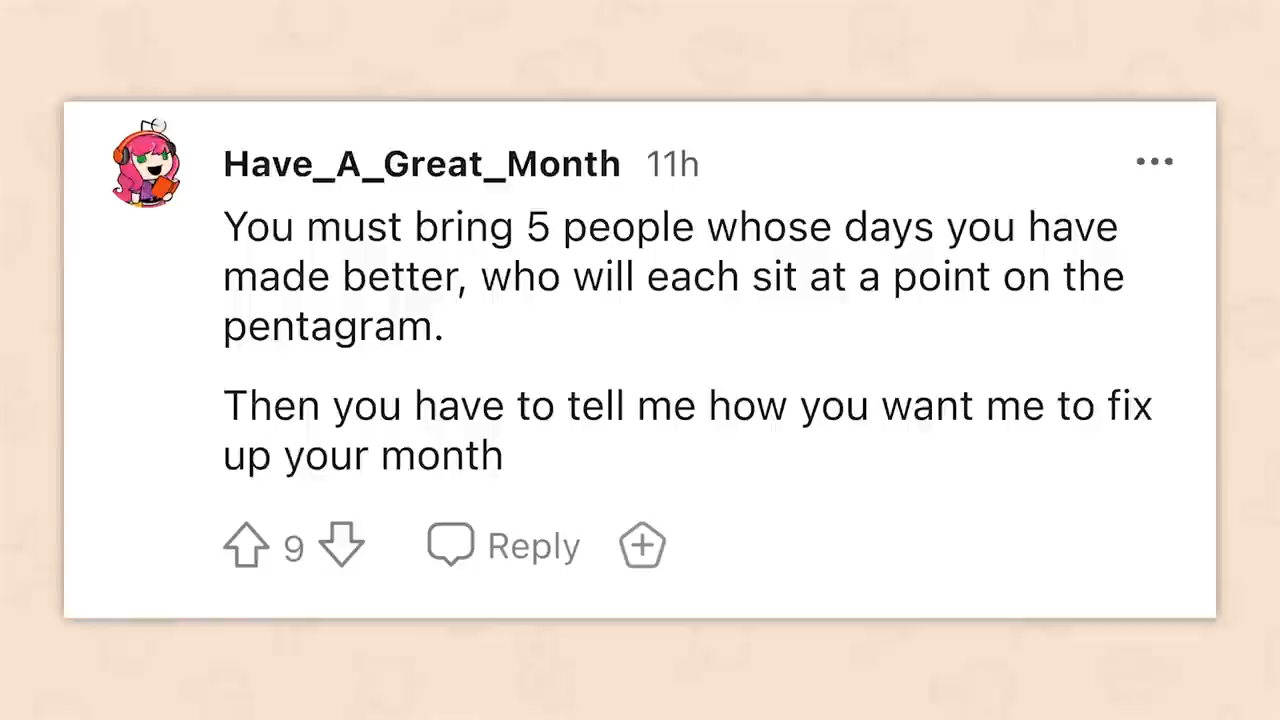 Have_A_Great_Month 11h
You must bring 5 people whose days you have
made better, who will each sit at a point on the
pentagram.
Then you have to tell me how you want me to fix
up your month
9 Reply